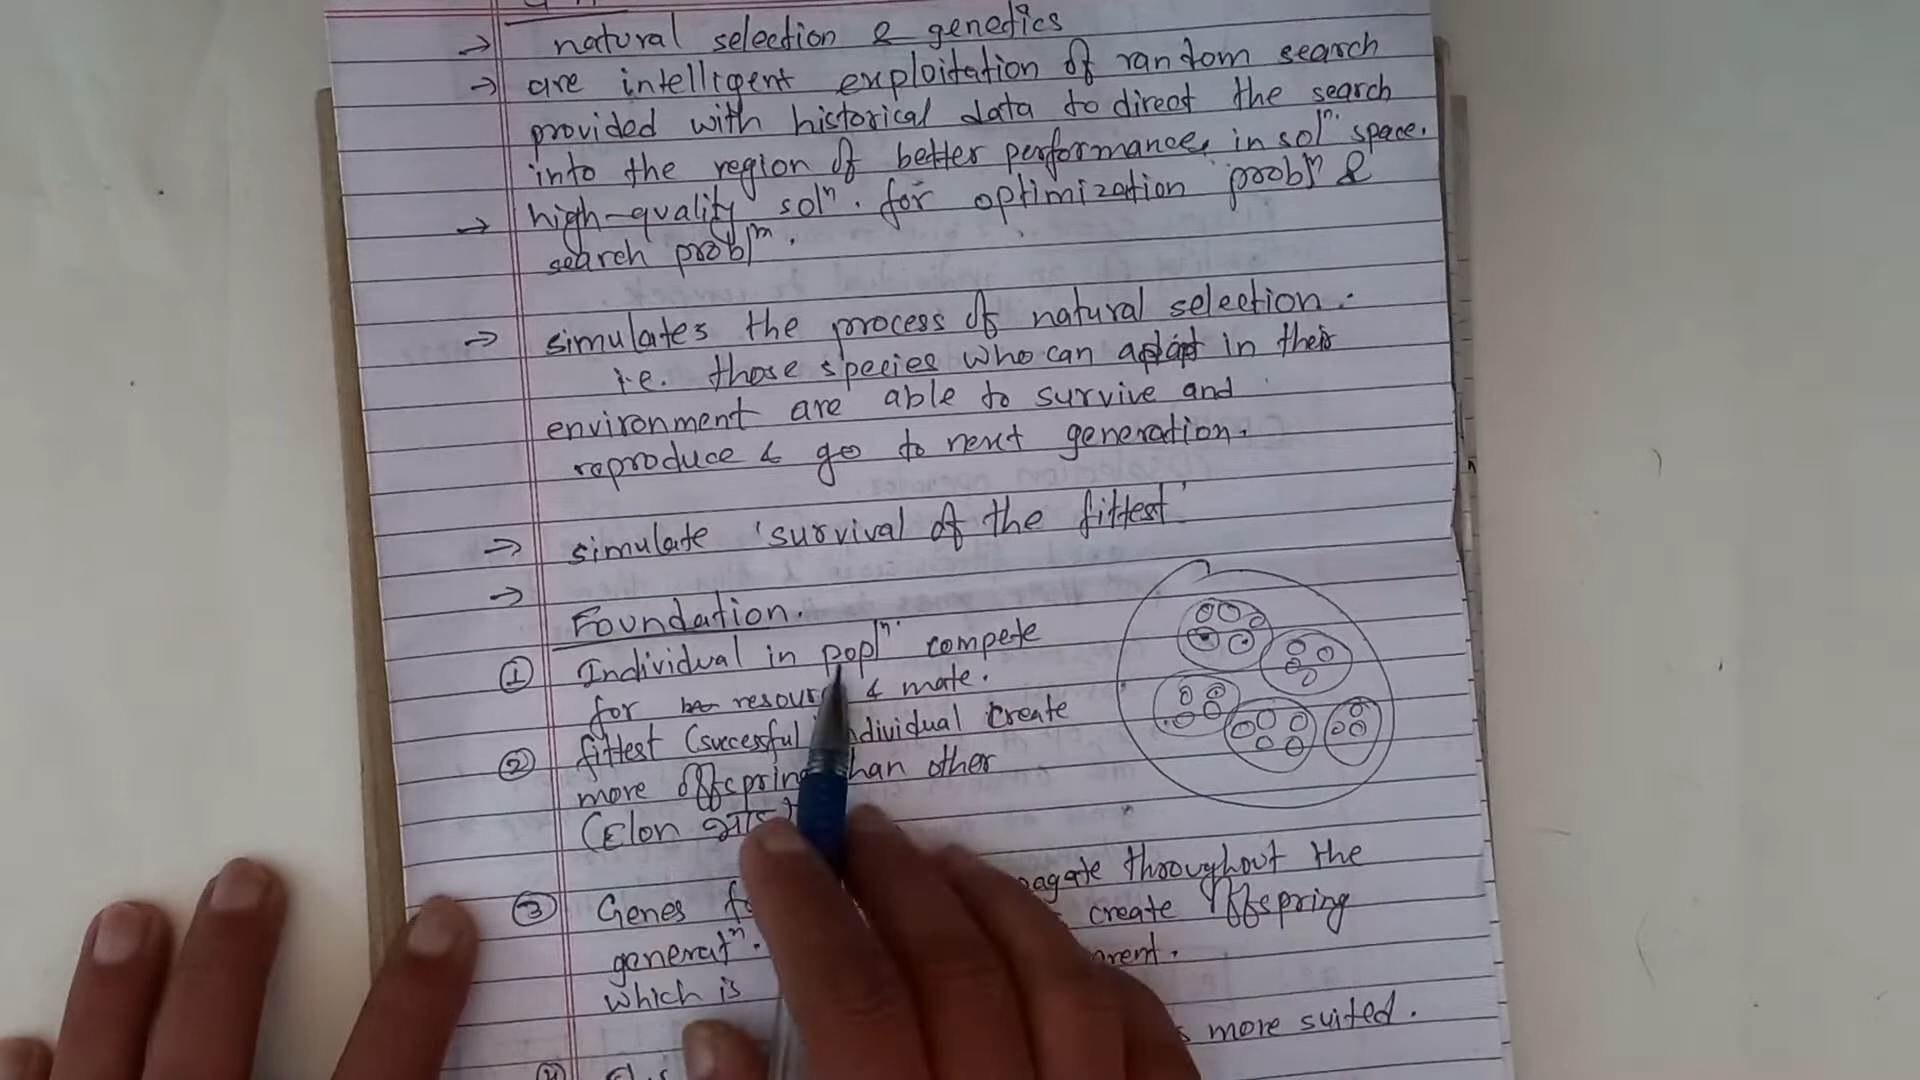 → natural selection & genetics
→ are intelligent exploitation of random search
provided with historical data to direct the search
into the region of better performance, in solⁿ. space.
→ high-quality solⁿ. for optimization problᵐ &
search problᵐ.
→ simulates the process of natural selection.
i.e. those species who can adapt in their
environment are able to survive and
reproduce & go to next generation.
→ simulate 'survival of the fittest'
→
Foundation.
① Individual in poplⁿ. compete
for resour & mate.
② fittest (successful individual create
more offspring than other
(Elon
③ Genes agate throughout the
generatⁿ. create offspring
which is arent.
more suited.